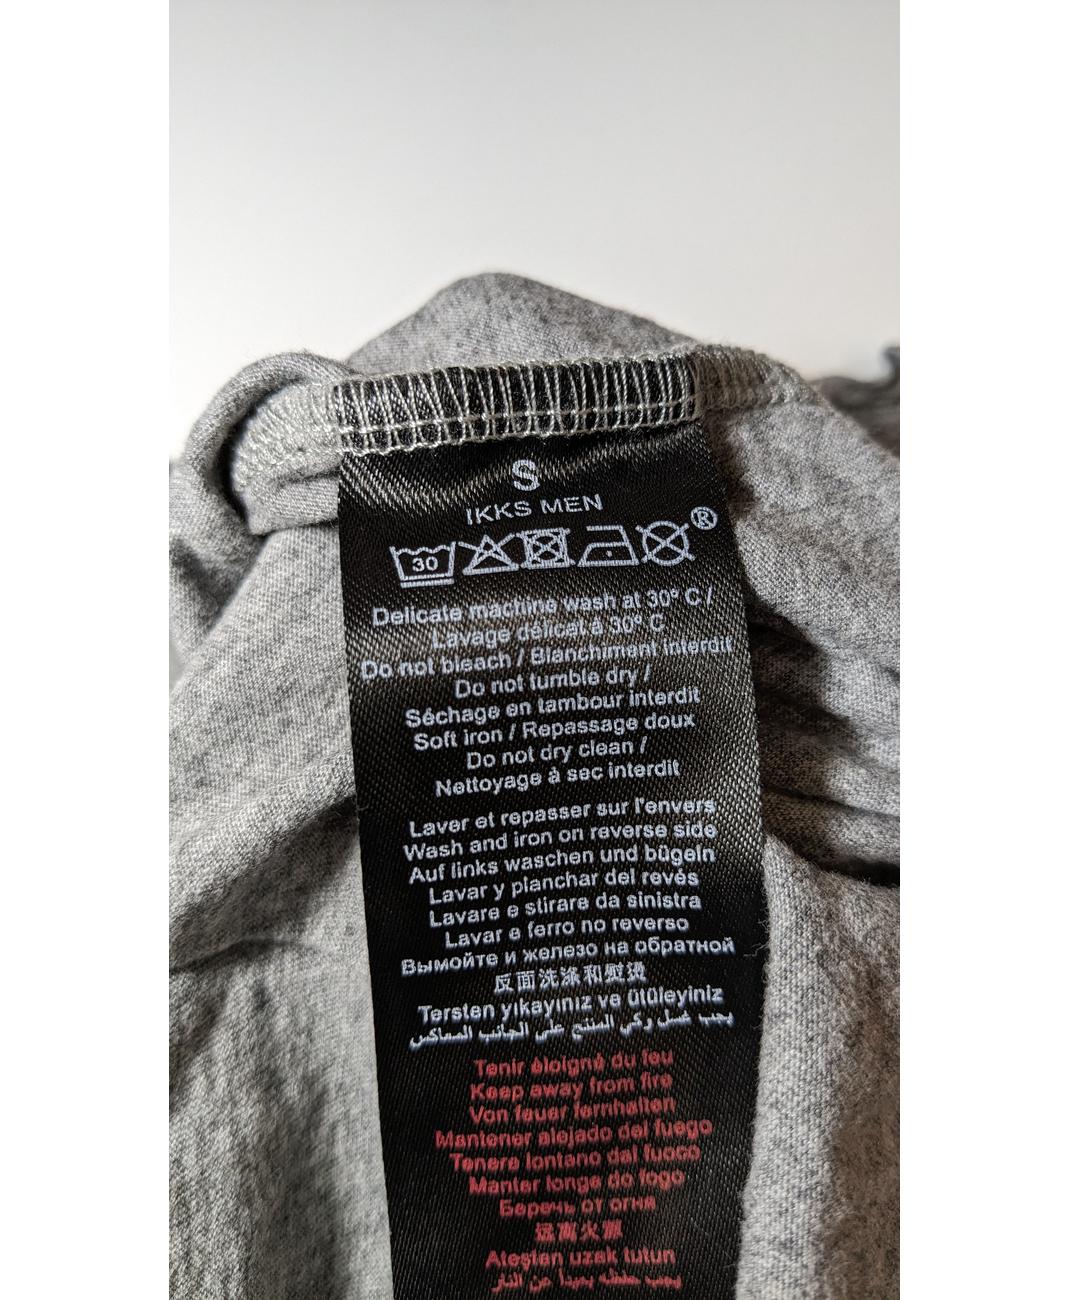 S
IKKS MEN
30 ®
Delicate machine wash at 30° C /
Lavage délicat à 30° C
Do not bleach / Blanchiment interdit
Do not tumble dry /
Séchage en tambour interdit
Soft iron / Repassage doux
Do not dry clean /
Nettoyage à sec interdit
Laver et repasser sur l'envers
Wash and iron on reverse side
Auf links waschen und bügeln
Lavar y planchar del revés
Lavare e stirare da sinistra
Lavar e ferro no reverso
Вымойте и железо на обратной
反面洗涤和熨烫
Tersten yıkayınız ve ütüleyiniz
يجب غسل وكي المنتج على الجانب المعاكس
Tenir éloigné du feu
Keep away from fire
Von feuer fernhalten
Mantener alejado del fuego
Tenere lontano dal fuoco
Manter longe do fogo
Беречь от огня
远离火源
Ateşten uzak tutun
يجب حفظه بعيداً عن النار